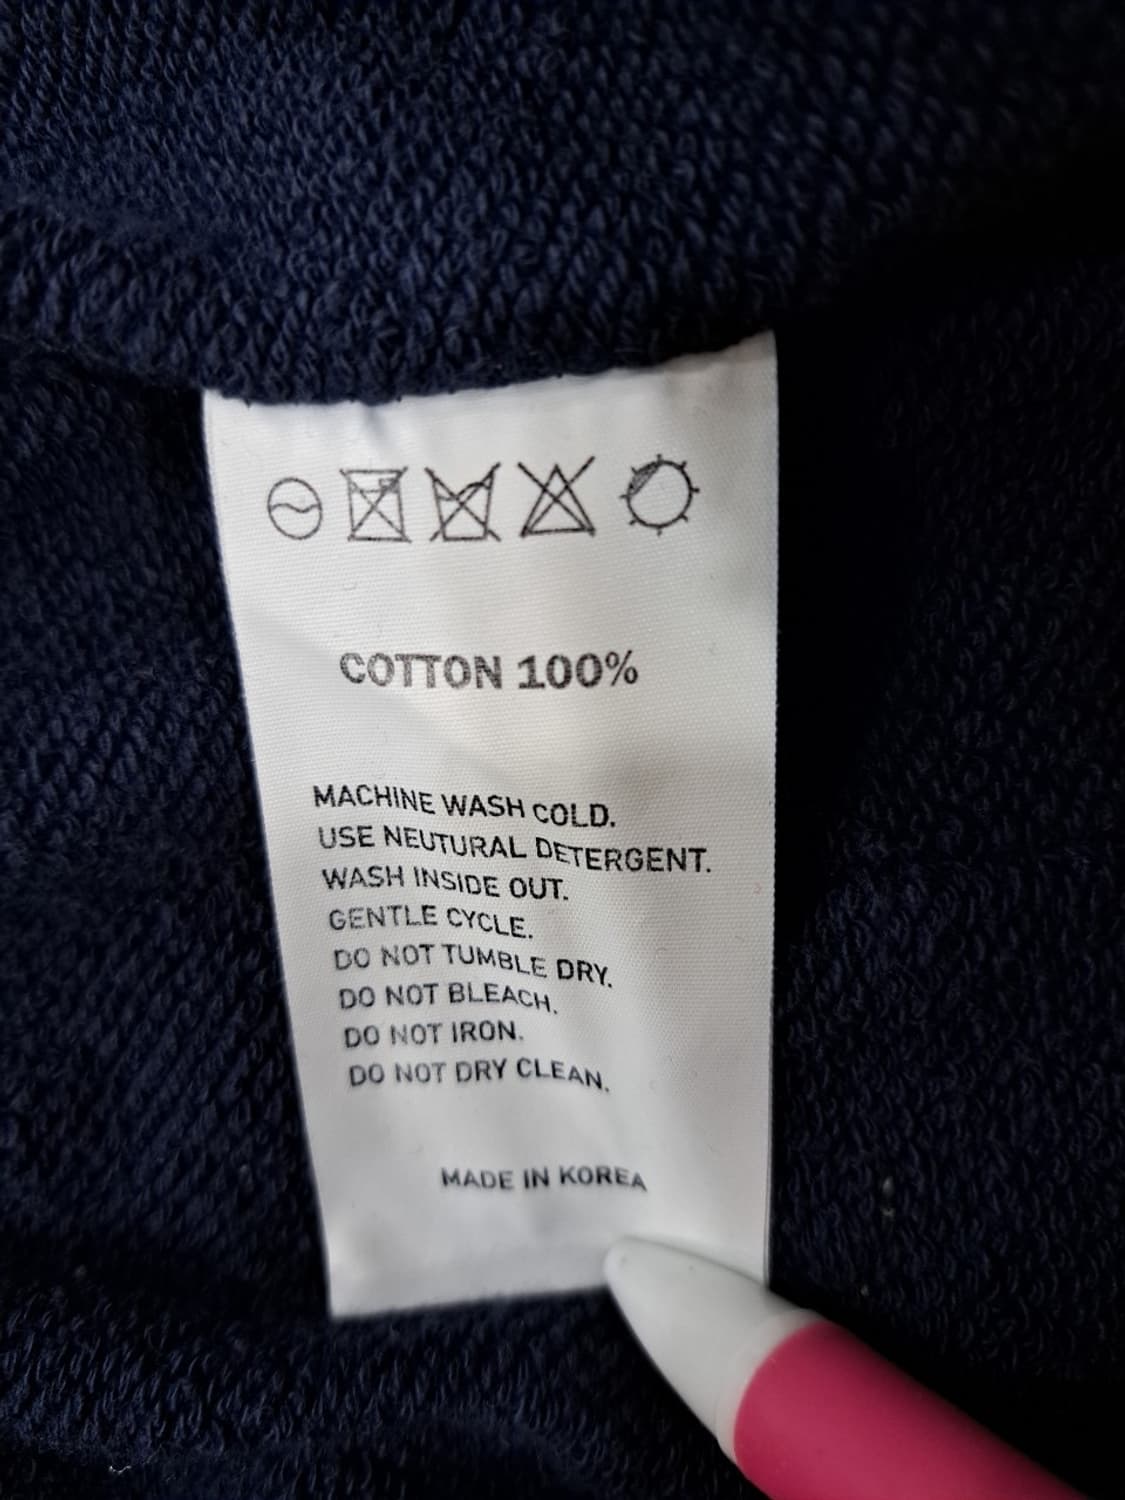 COTTON 100%
MACHINE WASH COLD.
USE NEUTURAL DETERGENT.
WASH INSIDE OUT.
GENTLE CYCLE.
DO NOT TUMBLE DRY.
DO NOT BLEACH.
DO NOT IRON.
DO NOT DRY CLEAN.
MADE IN KOREA